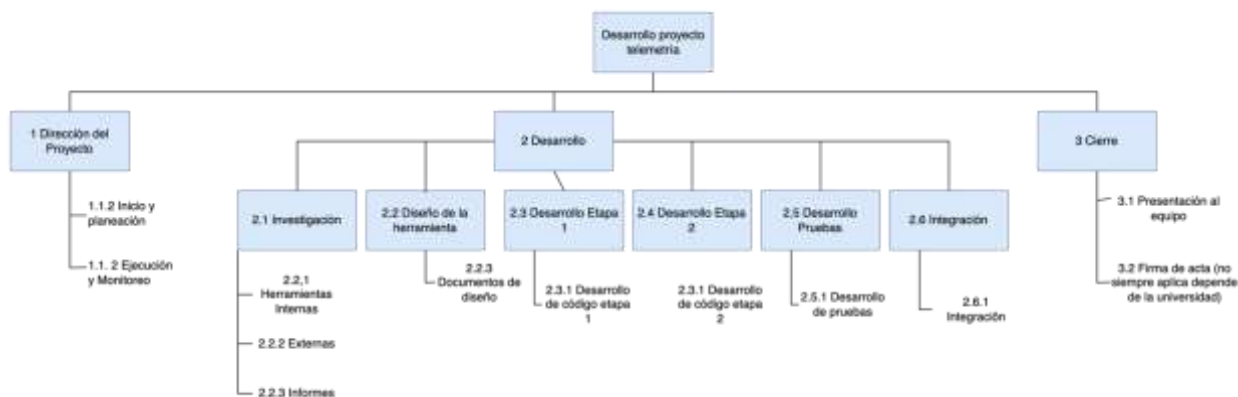 Desarrollo proyecto
telemetría
1 Dirección del
Proyecto
2 Desarrollo
3 Cierre
1.1.2 Inicio y
planeación
1.1. 2 Ejecución
y Monitoreo
2.1 Investigación
2.2 Diseño de la
herramienta
2.3 Desarrollo Etapa
1
2.4 Desarrollo Etapa
2
2.5 Desarrollo
Pruebas
2.6 Integración
2.2,1
Herramientas
Internas
2.2.2 Externas
2.2.3 Informes
2.2.3
Documentos de
diseño
2.3.1 Desarrollo
de código etapa
1
2.3.1 Desarrollo
de código etapa
2
2.5.1 Desarrollo
de pruebas
2.6.1
Integración
3.1 Presentación al
equipo
3.2 Firma de acta (no
siempre aplica depende
de la universidad)